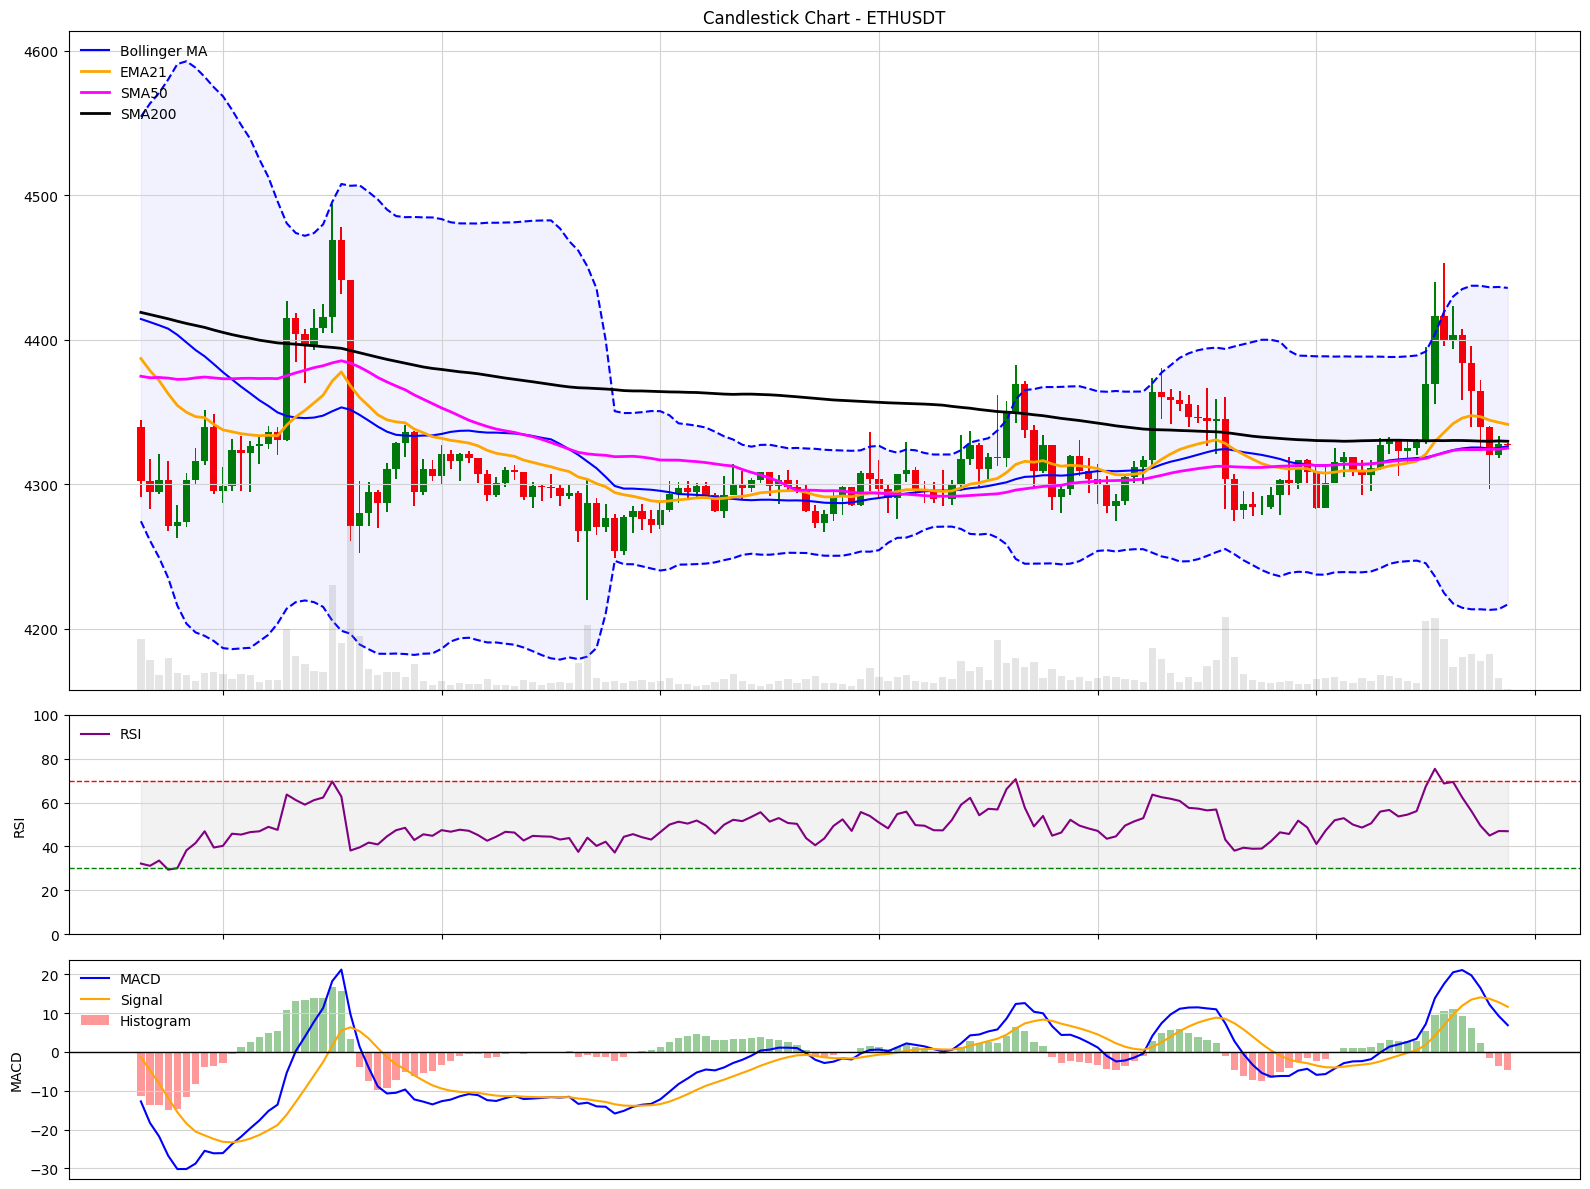 Candlestick Chart - ETHUSDT
4600
4500
4400
4300
4200
Bollinger MA
EMA21
SMA50
SMA200
100
80
60
40
20
0
RSI
RSI
20
10
0
−10
−20
−30
MACD
MACD
Signal
Histogram